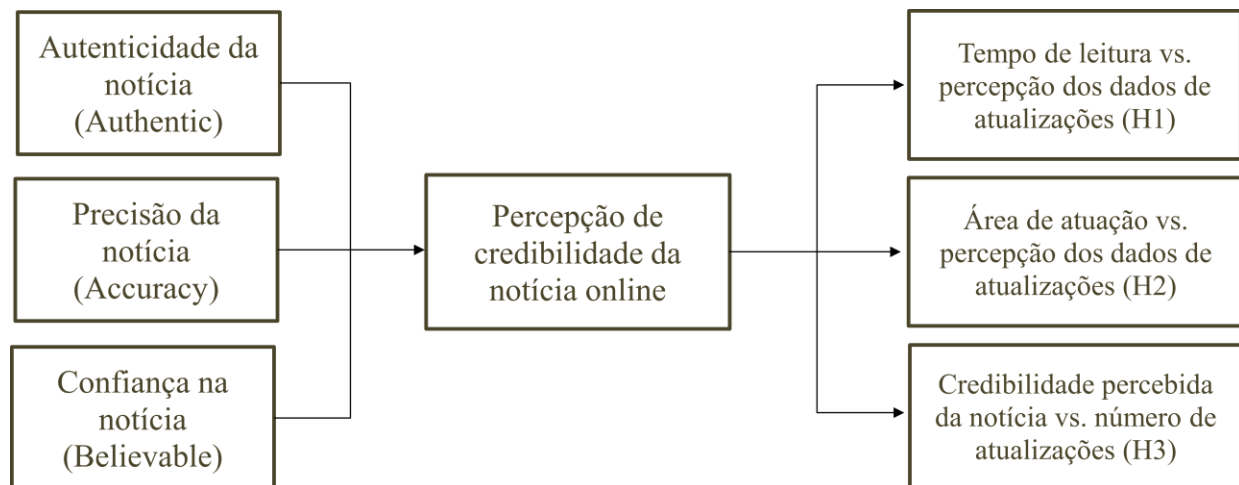 Autenticidade da
notícia
(Authentic)
Precisão da
notícia
(Accuracy)
Confiança na
notícia
(Believable)
Percepção de
credibilidade da
notícia online
Tempo de leitura vs.
percepção dos dados de
atualizações (H1)
Área de atuação vs.
percepção dos dados de
atualizações (H2)
Credibilidade percebida
da notícia vs. número de
atualizações (H3)